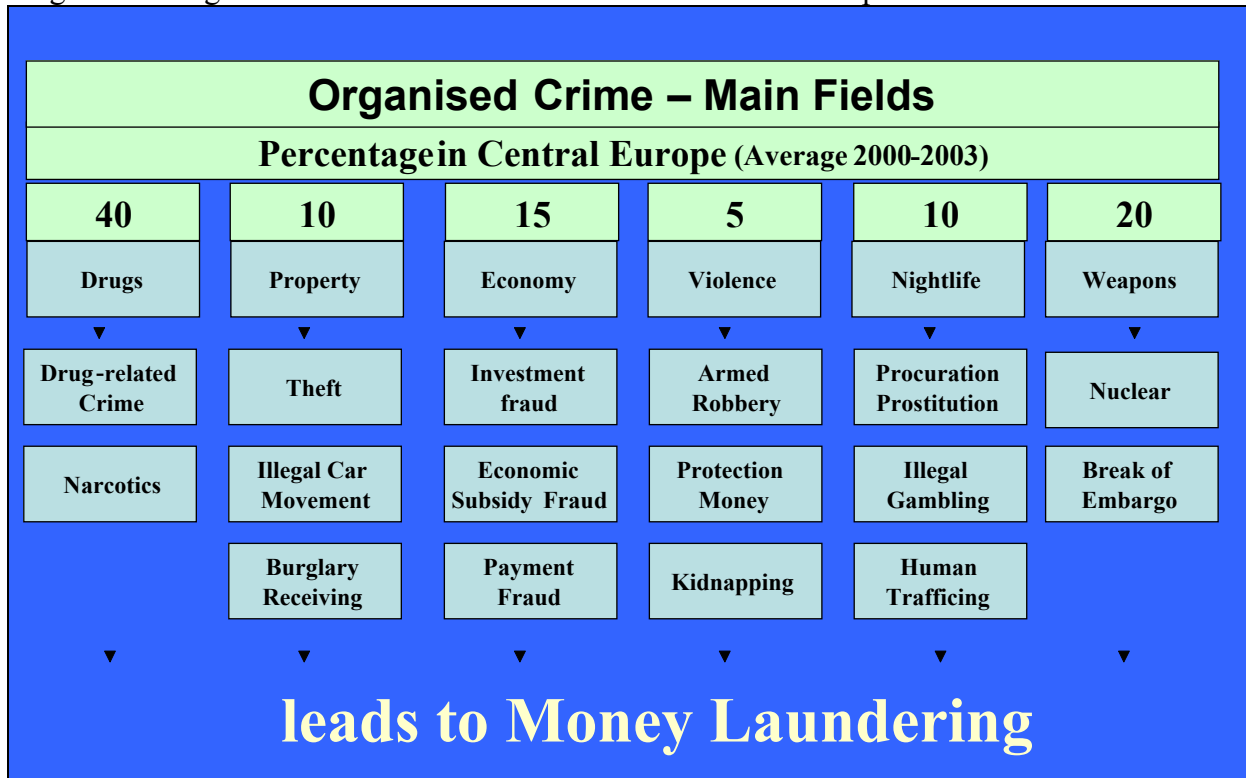 Organised Crime – Main Fields
Percentagein Central Europe (Average 2000-2003)
40
10
15
5
10
20
Drugs
Property
Economy
Violence
Nightlife
Weapons
Drug-related
Crime
Theft
Investment
fraud
Armed
Robbery
Procuration
Prostitution
Nuclear
Narcotics
Illegal Car
Movement
Economic
Subsidy Fraud
Protection
Money
Illegal
Gambling
Break of
Embargo
Burglary
Receiving
Payment
Fraud
Kidnapping
Human
Trafficing
leads to Money Laundering